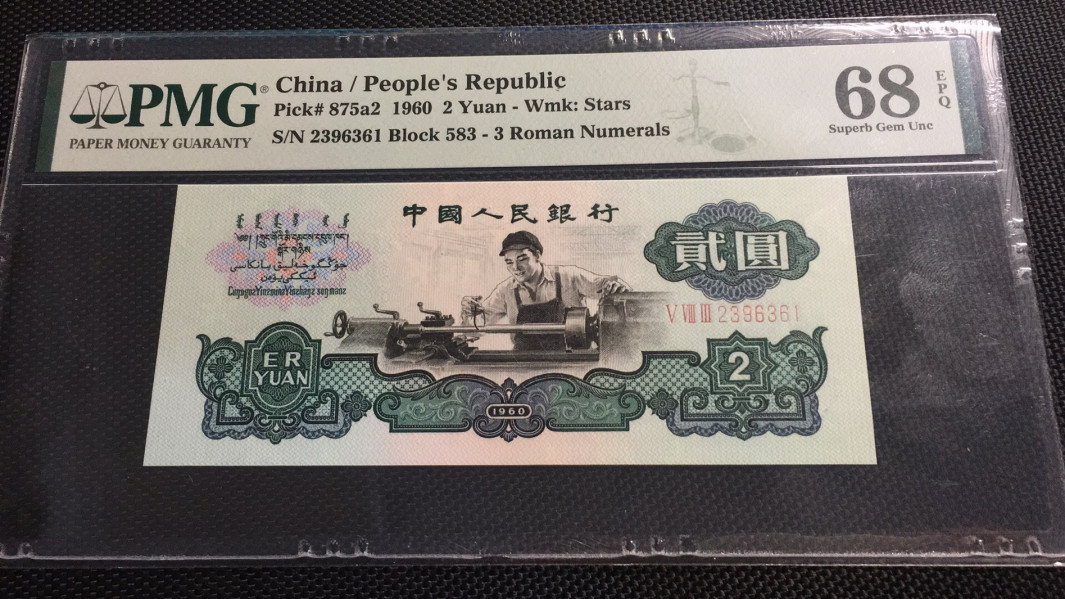 PMG®
PAPER MONEY GUARANTY
China / People's Republic
Pick# 875a2 1960 2 Yuan - Wmk: Stars
S/N 2396361 Block 583 - 3 Roman Numerals
68 EPQ
Superb Gem Unc
中國人民銀行
貳圓
V VIII III 2396361
ER
YUAN
1960
2